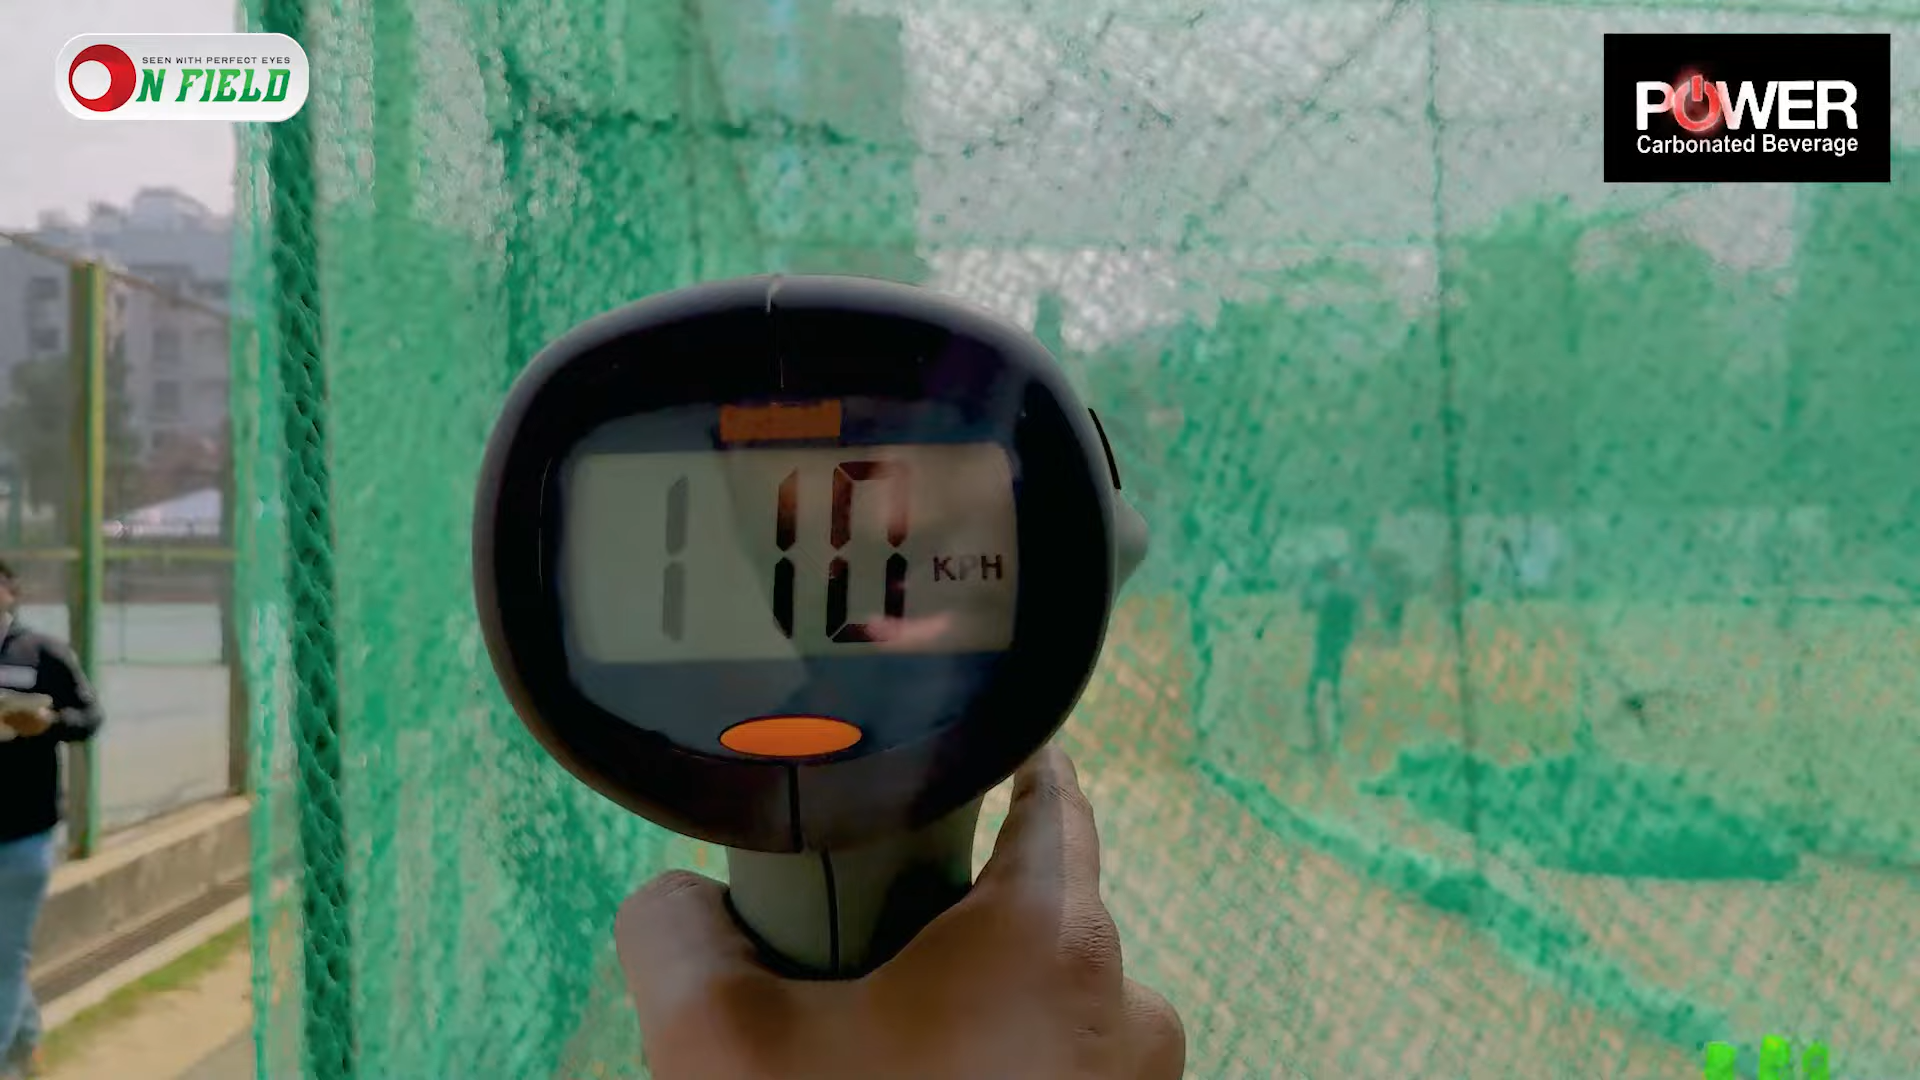 SEEN WITH PERFECT EYES
ON FIELD
POWER
Carbonated Beverage
110 KPH